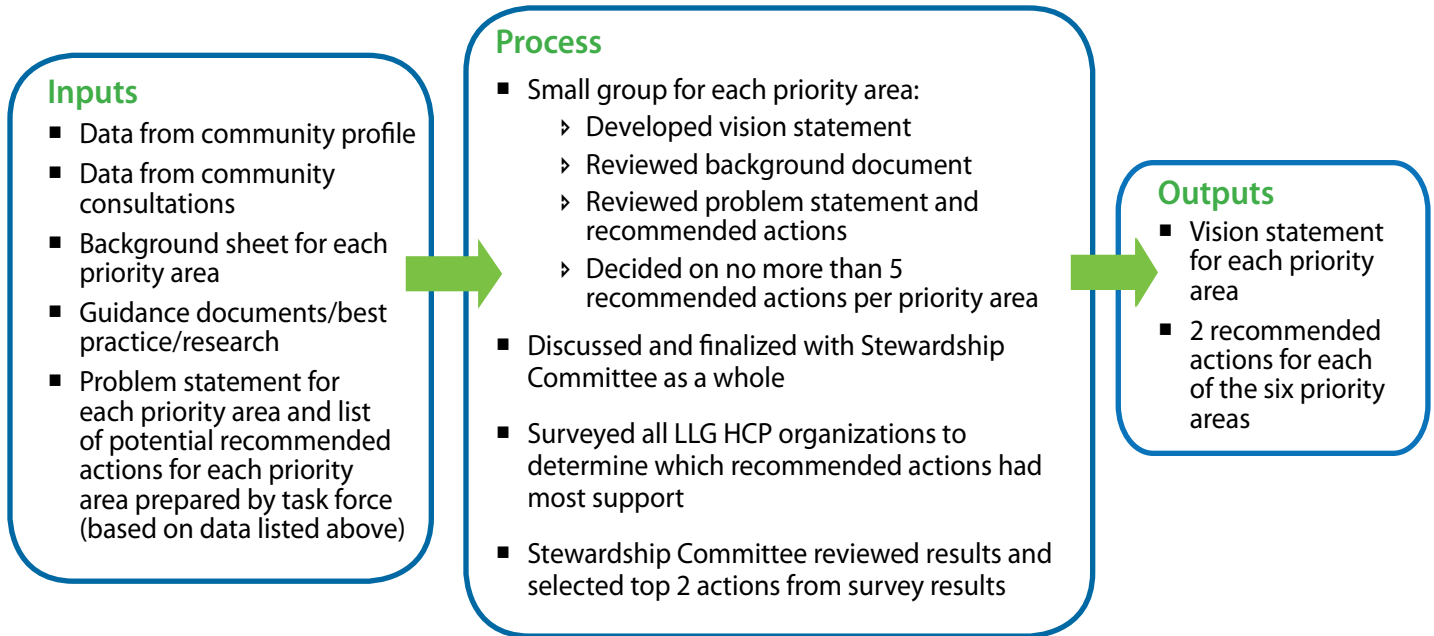 Inputs
■ Data from community profile
■ Data from community
consultations
■ Background sheet for each
priority area
■ Guidance documents/best
practice/research
■ Problem statement for
each priority area and list
of potential recommended
actions for each priority
area prepared by task force
(based on data listed above)
Process
■ Small group for each priority area:
▹ Developed vision statement
▹ Reviewed background document
▹ Reviewed problem statement and
recommended actions
▹ Decided on no more than 5
recommended actions per priority area
■ Discussed and finalized with Stewardship
Committee as a whole
■ Surveyed all LLG HCP organizations to
determine which recommended actions had
most support
■ Stewardship Committee reviewed results and
selected top 2 actions from survey results
Outputs
■ Vision statement
for each priority
area
■ 2 recommended
actions for each
of the six priority
areas